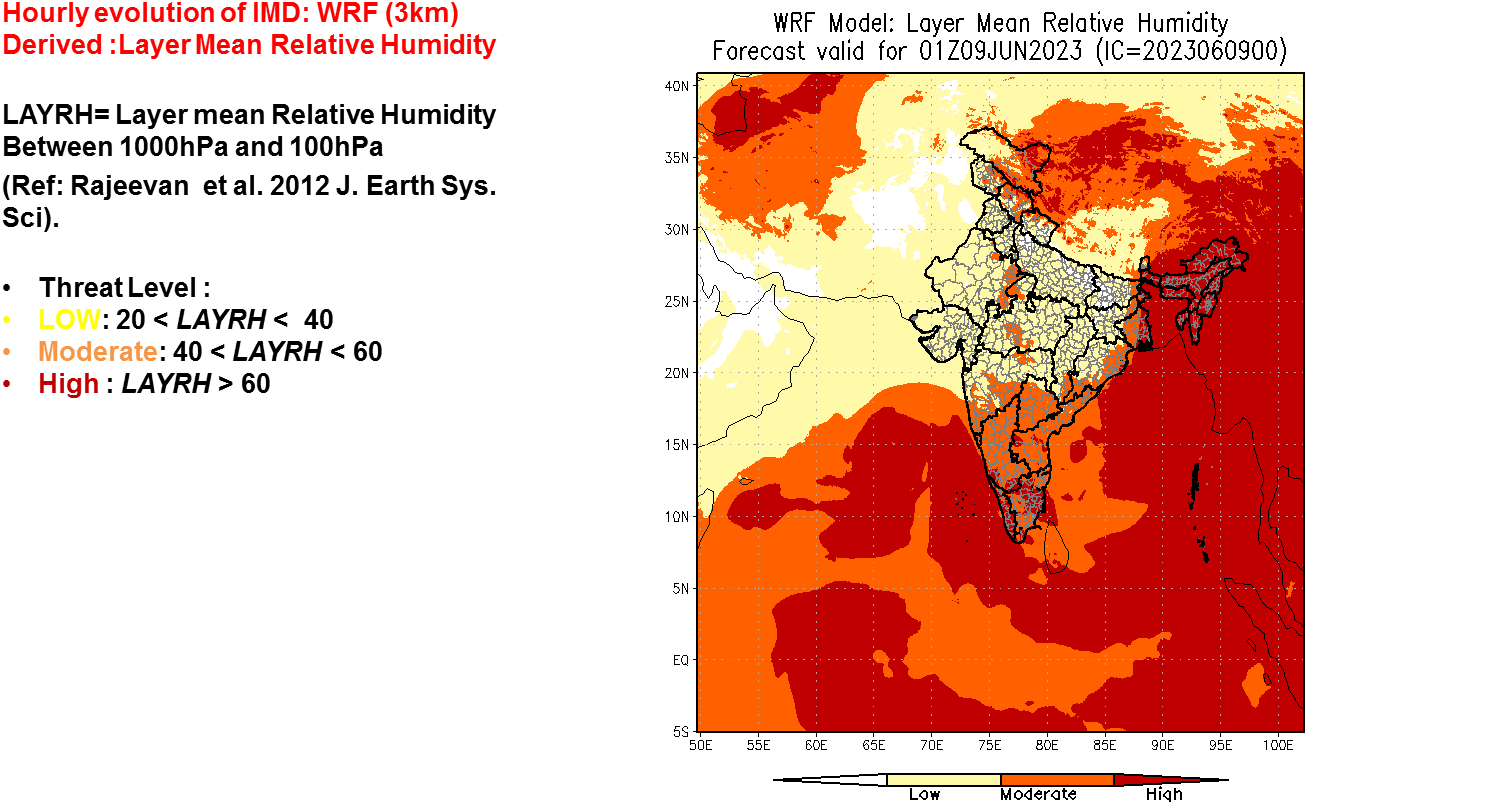 Hourly evolution of IMD: WRF (3km)
Derived :Layer Mean Relative Humidity
LAYRH= Layer mean Relative Humidity
Between 1000hPa and 100hPa
(Ref: Rajeevan et al. 2012 J. Earth Sys.
Sci).
• Threat Level :
• LOW: 20 < LAYRH < 40
• Moderate: 40 < LAYRH < 60
• High : LAYRH > 60
WRF Model: Layer Mean Relative Humidity
Forecast valid for 01Z09JUN2023 (IC=2023060900)
40N
35N
30N
25N
20N
15N
10N
5N
EQ
5S
50E 55E 60E 65E 70E 75E 80E 85E 90E 95E 100E
Low Moderate High